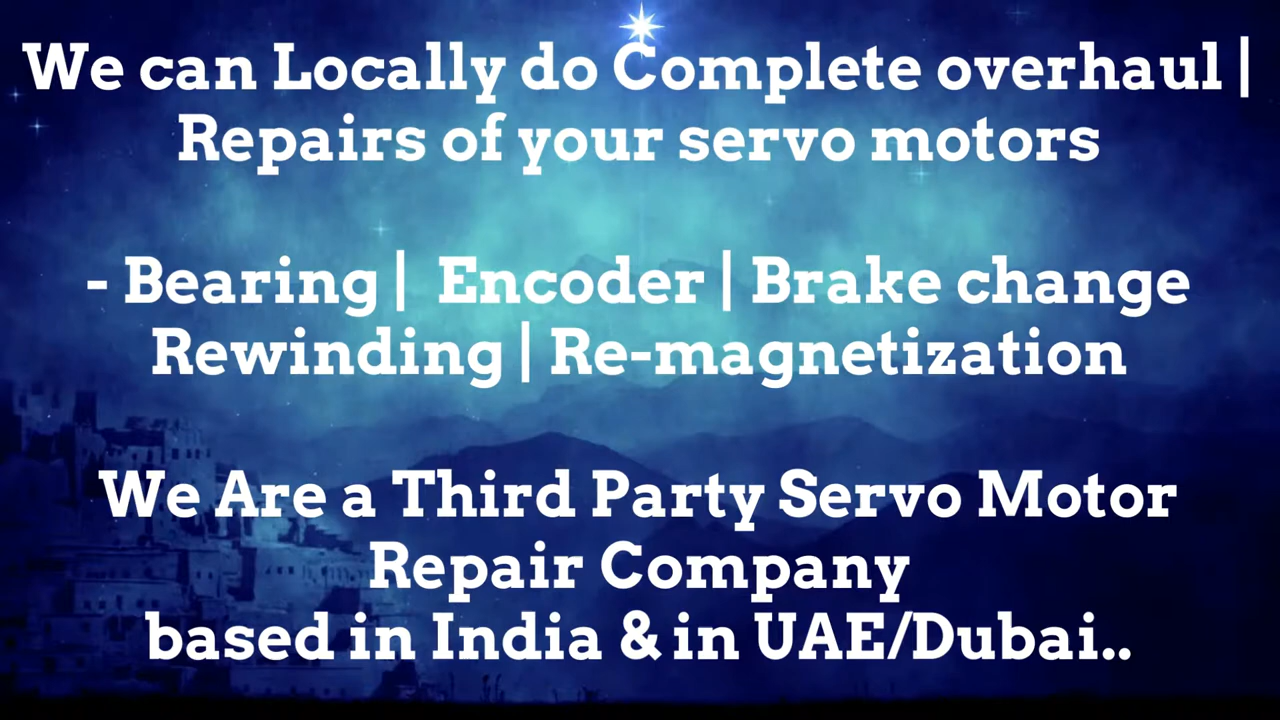 We can Locally do Complete overhaul |
Repairs of your servo motors
- Bearing | Encoder | Brake change
Rewinding | Re-magnetization
We Are a Third Party Servo Motor
Repair Company
based in India & in UAE/Dubai..